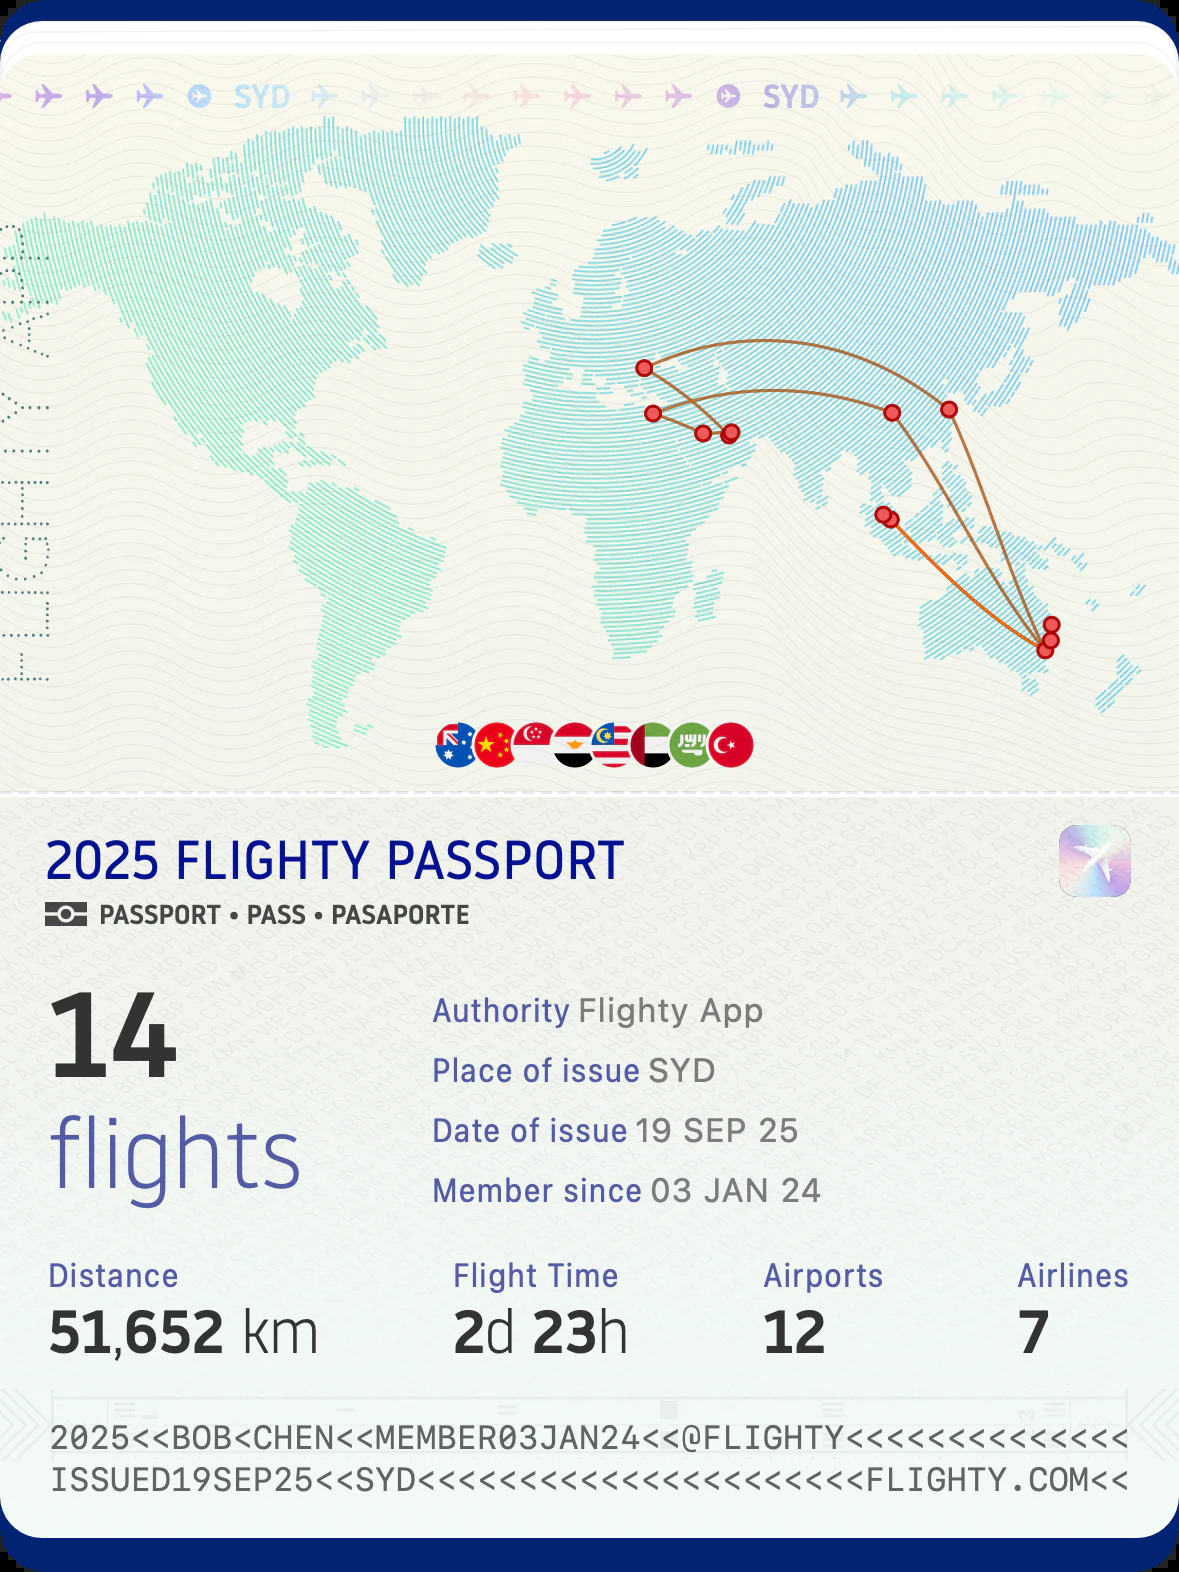 SYD SYD
FLIGHTY APP
2025 FLIGHTY PASSPORT
PASSPORT • PASS • PASAPORTE
14
flights
Authority Flighty App
Place of issue SYD
Date of issue 19 SEP 25
Member since 03 JAN 24
Distance Flight Time Airports Airlines
51,652 km 2d 23h 12 7
2025<<BOB<CHEN<<MEMBER03JAN24<<@FLIGHTY<<<<<<<<<<<<<<
ISSUED19SEP25<<SYD<<<<<<<<<<<<<<<<<<<<<<FLIGHTY.COM<<